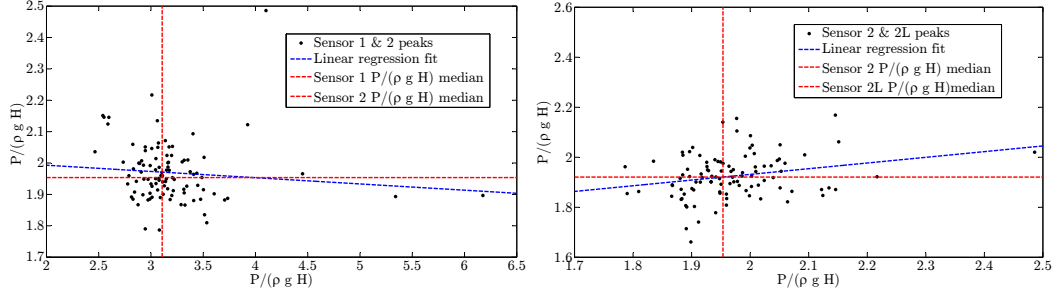 2.5
2.4
2.3
2.2
2.1
2
1.9
1.8
1.7
P/(ρ g H)
2
2.5
3
3.5
4
4.5
5
5.5
6
6.5
P/(ρ g H)
Sensor 1 & 2 peaks
Linear regression fit
Sensor 1 P/(ρ g H) median
Sensor 2 P/(ρ g H) median
2.6
2.4
2.2
2
1.8
1.6
P/(ρ g H)
1.7
1.8
1.9
2
2.1
2.2
2.3
2.4
2.5
P/(ρ g H)
Sensor 2 & 2L peaks
Linear regression fit
Sensor 2 P/(ρ g H) median
Sensor 2L P/(ρ g H)median